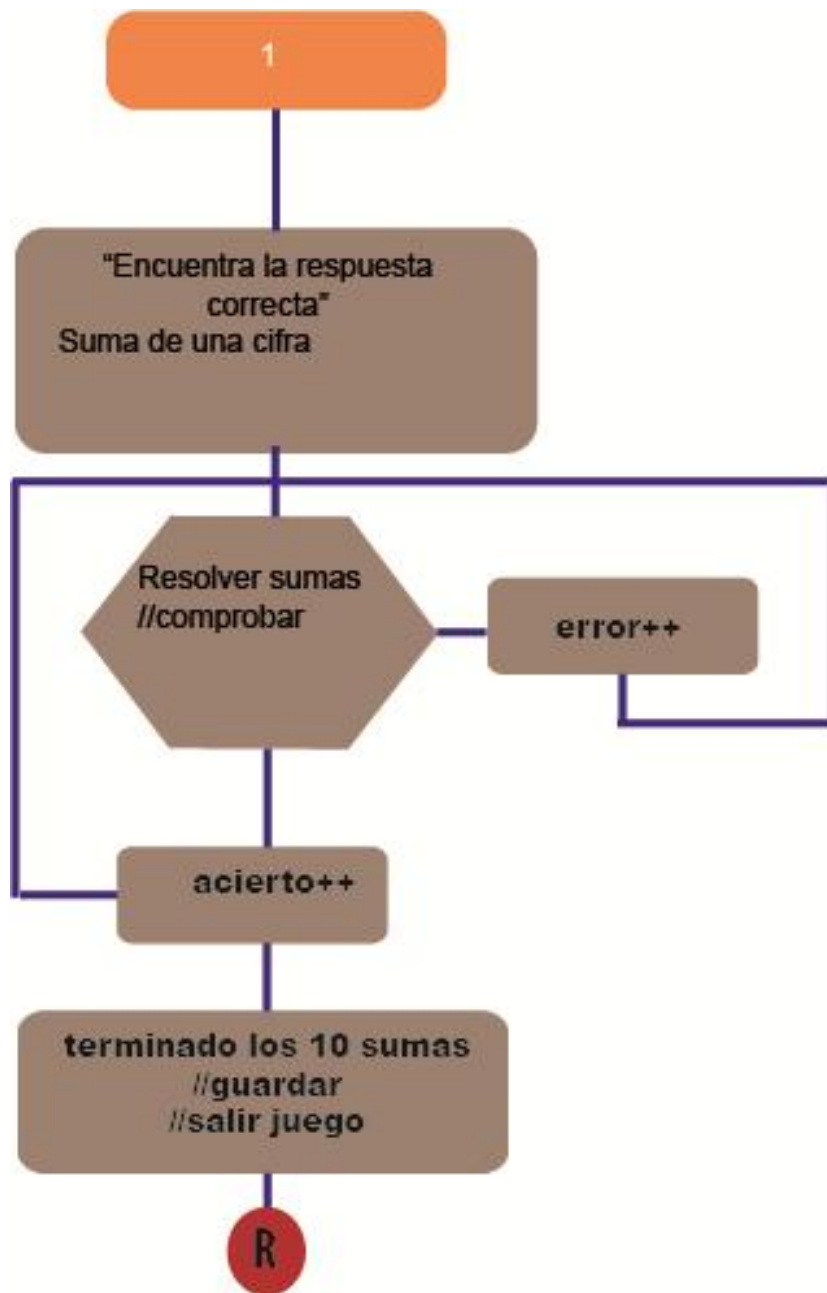 1
“Encuentra la respuesta
correcta”
Suma de una cifra
Resolver sumas
//comprobar
error++
acierto++
terminado los 10 sumas
//guardar
//salir juego
R